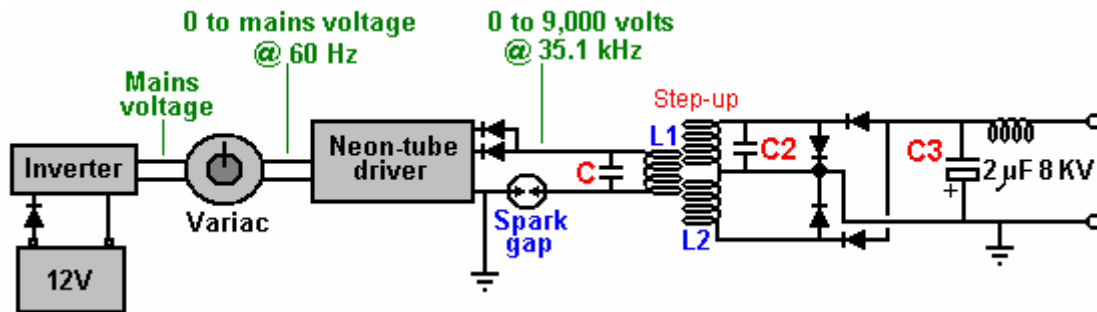 0 to mains voltage
@ 60 Hz
0 to 9,000 volts
@ 35.1 kHz
Mains
voltage
Step-up
Inverter
Variac
Neon-tube
driver
L1
C
C2
C3
2 µF 8 KV
+
Spark
gap
L2
12V